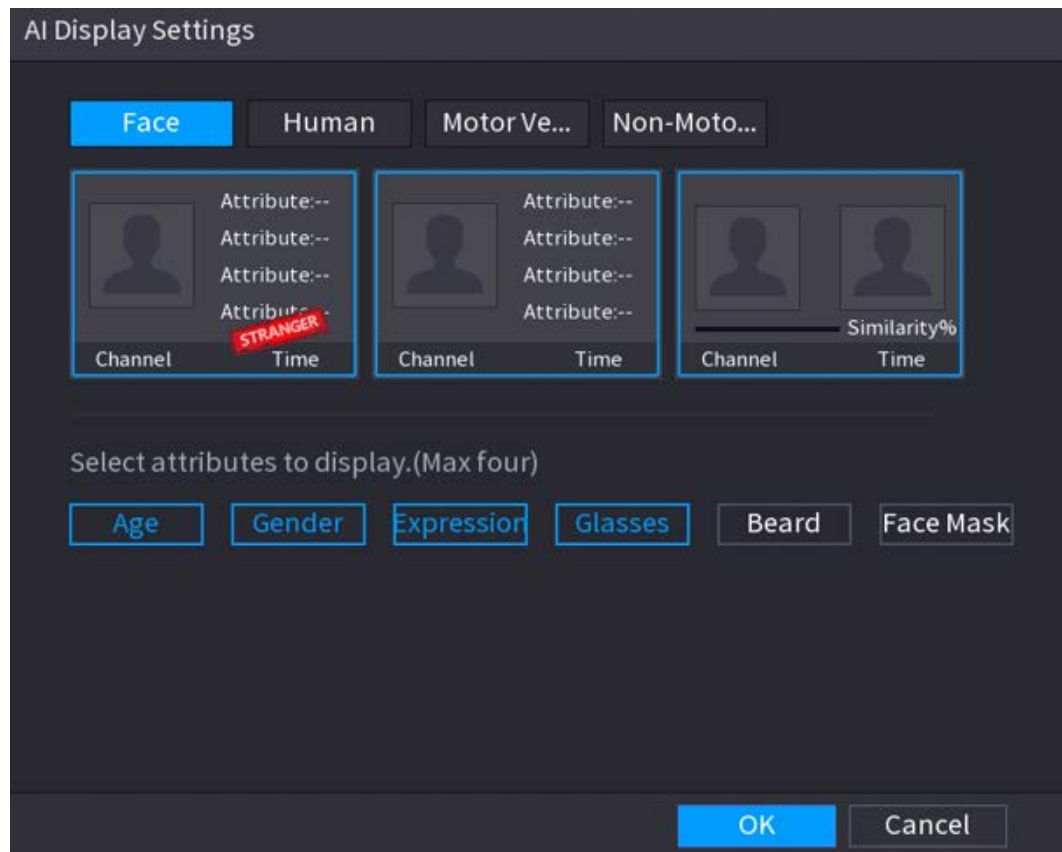 AI Display Settings
Face Human Motor Ve... Non-Moto...
Attribute:-- Attribute:--
Attribute:-- Attribute:--
Attribute:-- Attribute:--
Attribute:-- Attribute:--
STRANGER Similarity%
Channel Time Channel Time Channel Time
Select attributes to display.(Max four)
Age Gender Expression Glasses Beard Face Mask
OK Cancel